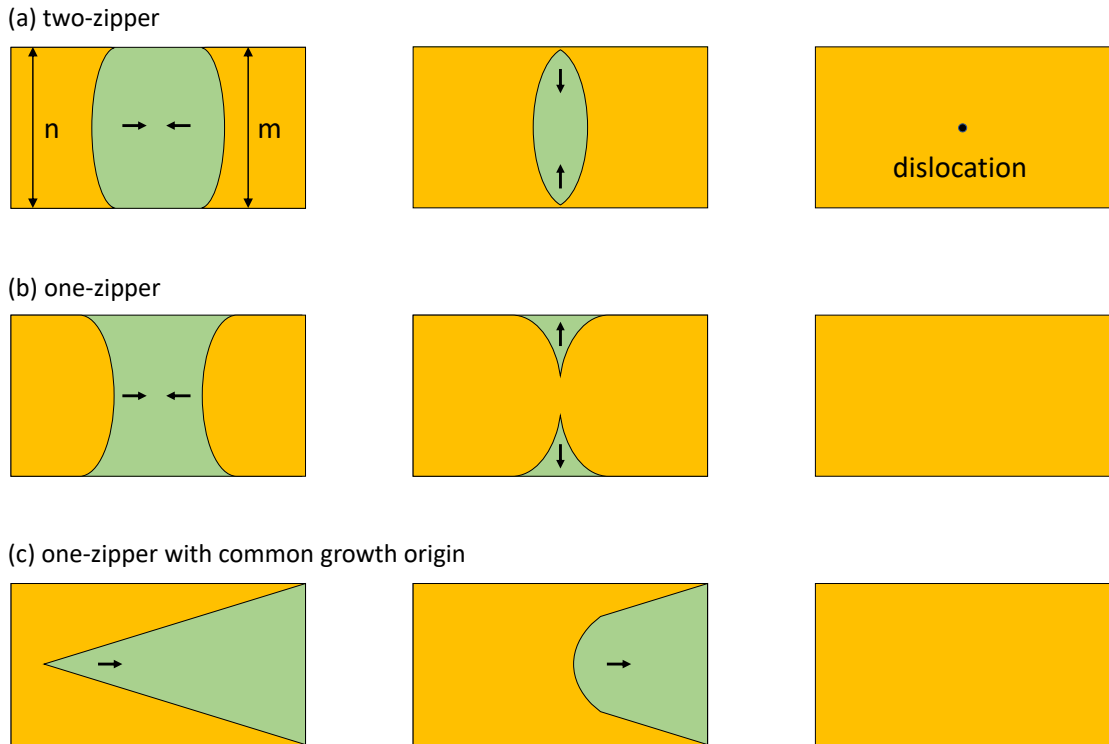 (a) two-zipper
n
m
dislocation
(b) one-zipper
(c) one-zipper with common growth origin